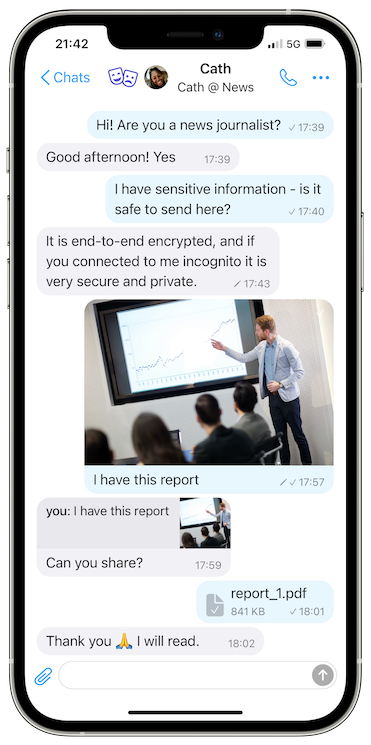 21:42
5G
Chats
Cath
Cath @ News
Hi! Are you a news journalist? 17:39
Good afternoon! Yes 17:39
I have sensitive information - is it
safe to send here? 17:40
It is end-to-end encrypted, and if
you connected to me incognito it is
very secure and private. 17:43
I have this report 17:57
you: I have this report
Can you share? 17:59
report_1.pdf
841 KB 18:01
Thank you 🙏 I will read. 18:02